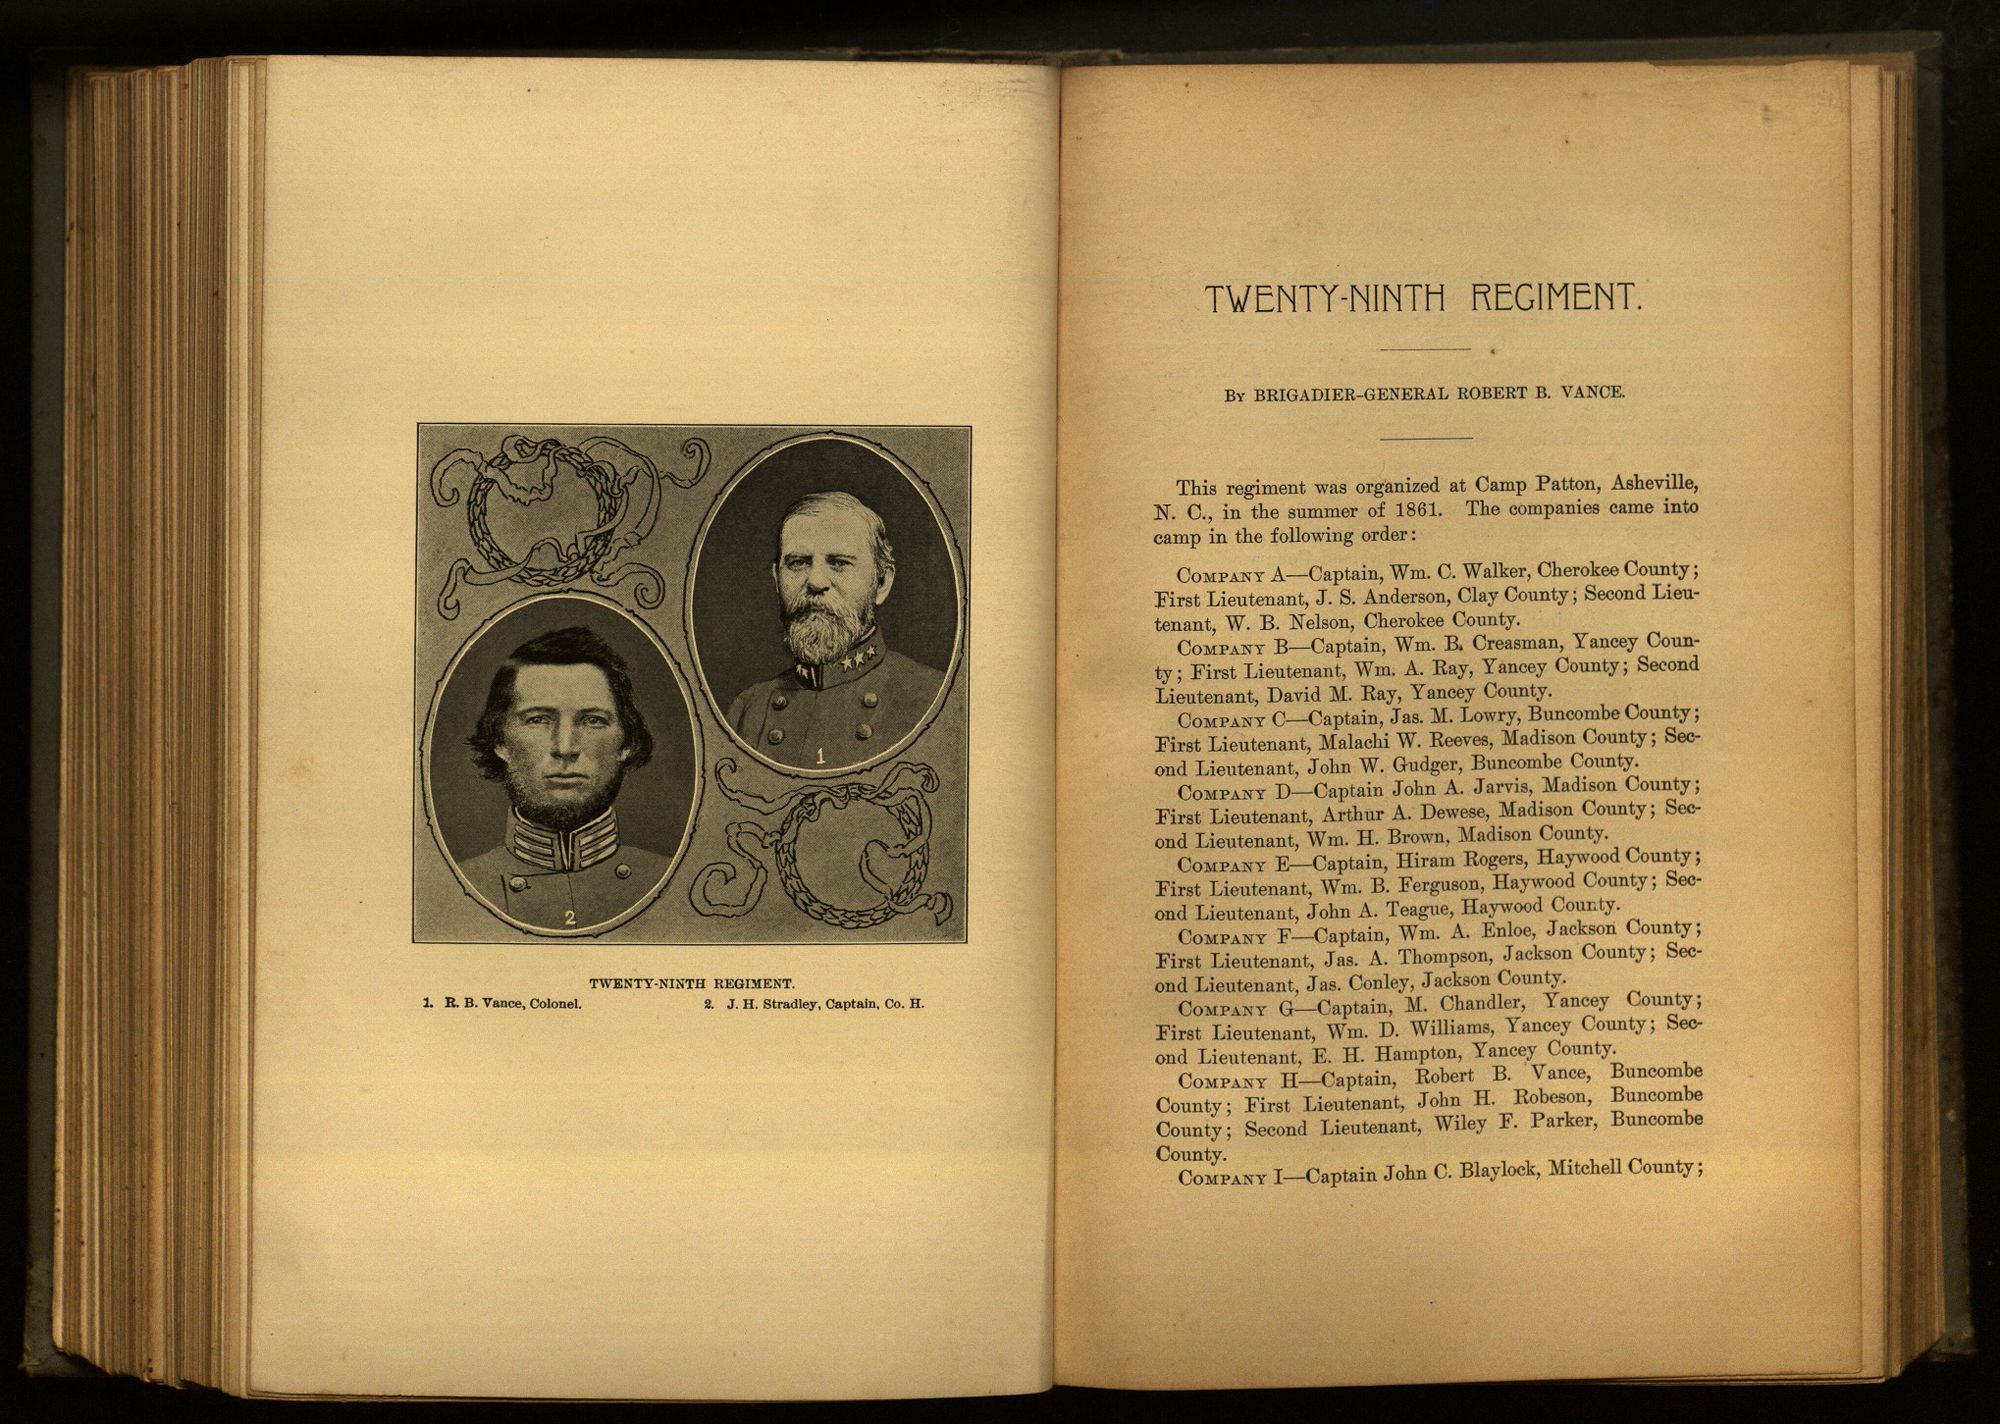 1
2
TWENTY-NINTH REGIMENT.
1. R. B. Vance, Colonel. 2. J. H. Stradley, Captain, Co. H.
TWENTY-NINTH REGIMENT.
By BRIGADIER-GENERAL ROBERT B. VANCE.
This regiment was organized at Camp Patton, Asheville,
N. C., in the summer of 1861. The companies came into
camp in the following order:
Company A—Captain, Wm. C. Walker, Cherokee County;
First Lieutenant, J. S. Anderson, Clay County; Second Lieu-
tenant, W. B. Nelson, Cherokee County.
Company B—Captain, Wm. B. Creasman, Yancey Coun-
ty; First Lieutenant, Wm. A. Ray, Yancey County; Second
Lieutenant, David M. Ray, Yancey County.
Company C—Captain, Jas. M. Lowry, Buncombe County;
First Lieutenant, Malachi W. Reeves, Madison County; Sec-
ond Lieutenant, John W. Gudger, Buncombe County.
Company D—Captain John A. Jarvis, Madison County;
First Lieutenant, Arthur A. Dewese, Madison County; Sec-
ond Lieutenant, Wm. H. Brown, Madison County.
Company E—Captain, Hiram Rogers, Haywood County;
First Lieutenant, Wm. B. Ferguson, Haywood County; Sec-
ond Lieutenant, John A. Teague, Haywood County.
Company F—Captain, Wm. A. Enloe, Jackson County;
First Lieutenant, Jas. A. Thompson, Jackson County; Sec-
ond Lieutenant, Jas. Conley, Jackson County.
Company G—Captain, M. Chandler, Yancey County;
First Lieutenant, Wm. D. Williams, Yancey County; Sec-
ond Lieutenant, E. H. Hampton, Yancey County.
Company H—Captain, Robert B. Vance, Buncombe
County; First Lieutenant, John H. Robeson, Buncombe
County; Second Lieutenant, Wiley F. Parker, Buncombe
County.
Company I—Captain John C. Blaylock, Mitchell County;